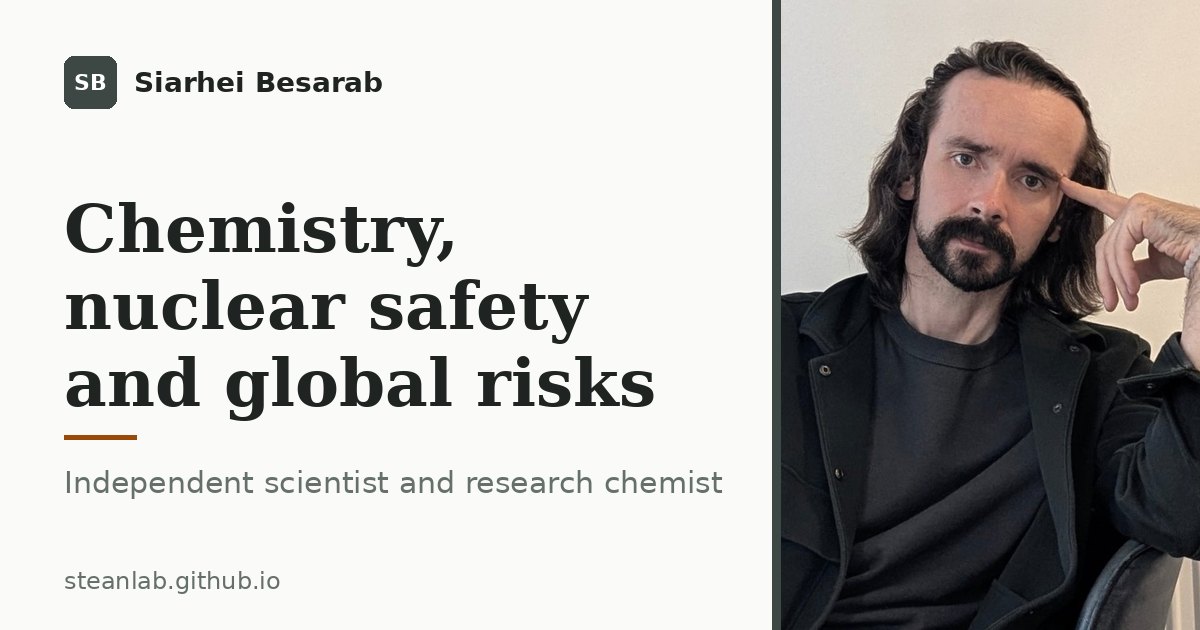 SB
Siarhei Besarab
Chemistry,
nuclear safety
and global risks
Independent scientist and research chemist
steanlab.github.io